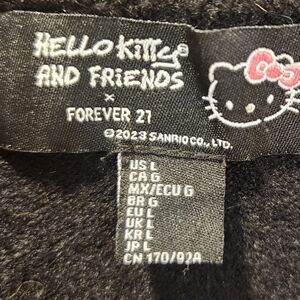 HELLO KITTY®
AND FRIENDS
×
FOREVER 21
©2023 SANRIO CO., LTD.
US L
CA G
MX/ECU G
BR G
EU L
UK L
KR L
JP L
CN 170/92A